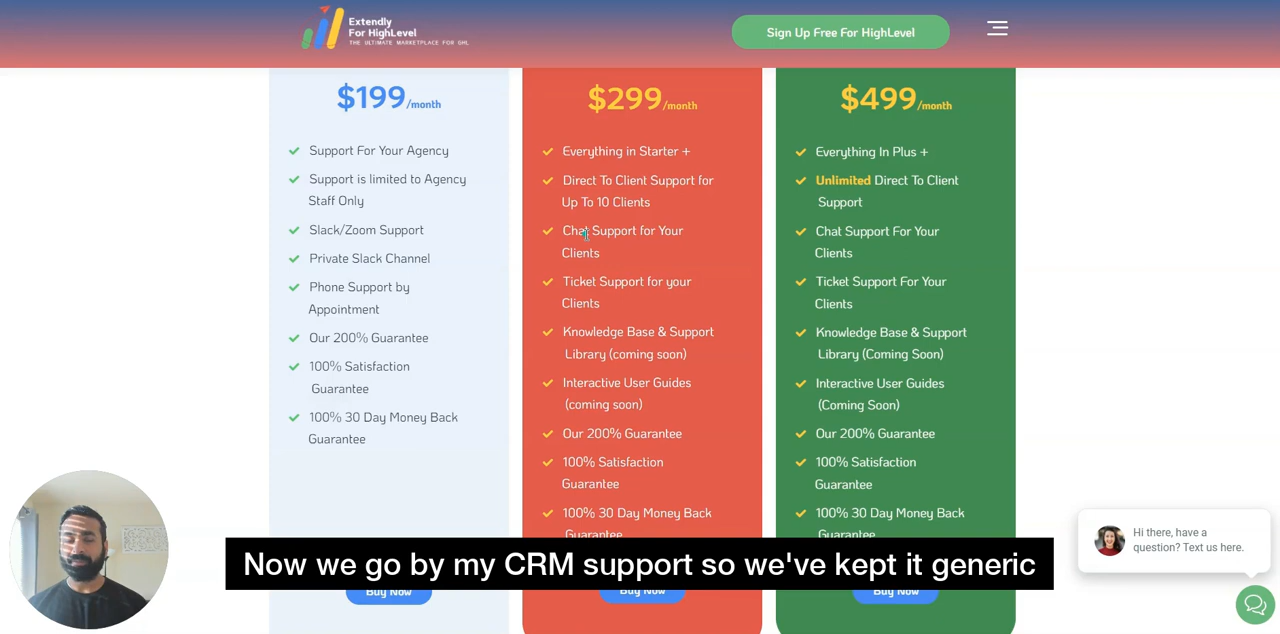 Extendly
For HighLevel
THE ULTIMATE MARKETPLACE FOR GHL
Sign Up Free For HighLevel
$199/month
Support For Your Agency
Support is limited to Agency
Staff Only
Slack/Zoom Support
Private Slack Channel
Phone Support by
Appointment
Our 200% Guarantee
100% Satisfaction
Guarantee
100% 30 Day Money Back
Guarantee
Buy Now
$299/month
Everything in Starter +
Direct To Client Support for
Up To 10 Clients
Chat Support for Your
Clients
Ticket Support for your
Clients
Knowledge Base & Support
Library (coming soon)
Interactive User Guides
(coming soon)
Our 200% Guarantee
100% Satisfaction
Guarantee
100% 30 Day Money Back
Guarantee
Buy Now
$499/month
Everything In Plus +
Unlimited Direct To Client
Support
Chat Support For Your
Clients
Ticket Support For Your
Clients
Knowledge Base & Support
Library (Coming Soon)
Interactive User Guides
(Coming Soon)
Our 200% Guarantee
100% Satisfaction
Guarantee
100% 30 Day Money Back
Guarantee
Buy Now
Hi there, have a
question? Text us here.
Now we go by my CRM support so we've kept it generic